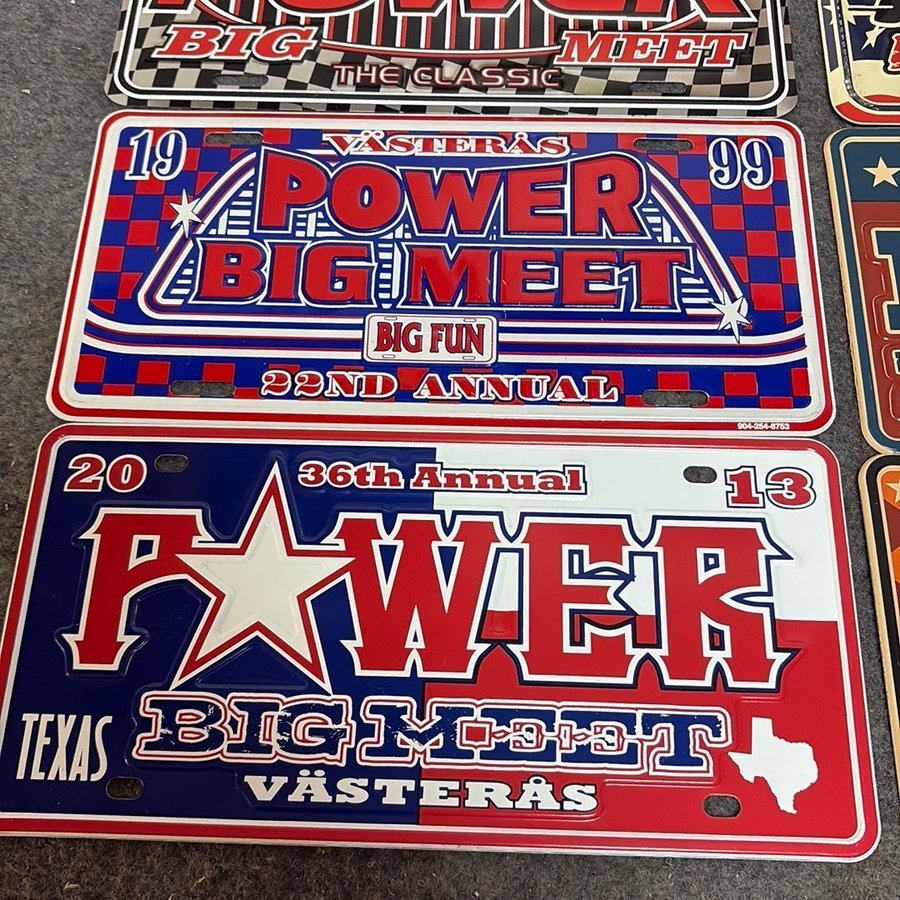 POWER
BIG MEET
THE CLASSIC
19 VÄSTERÅS 99
POWER
BIG MEET
BIG FUN
22ND ANNUAL
904-254-8753
20 36th Annual 13
POWER
BIG MEET
TEXAS
VÄSTERÅS